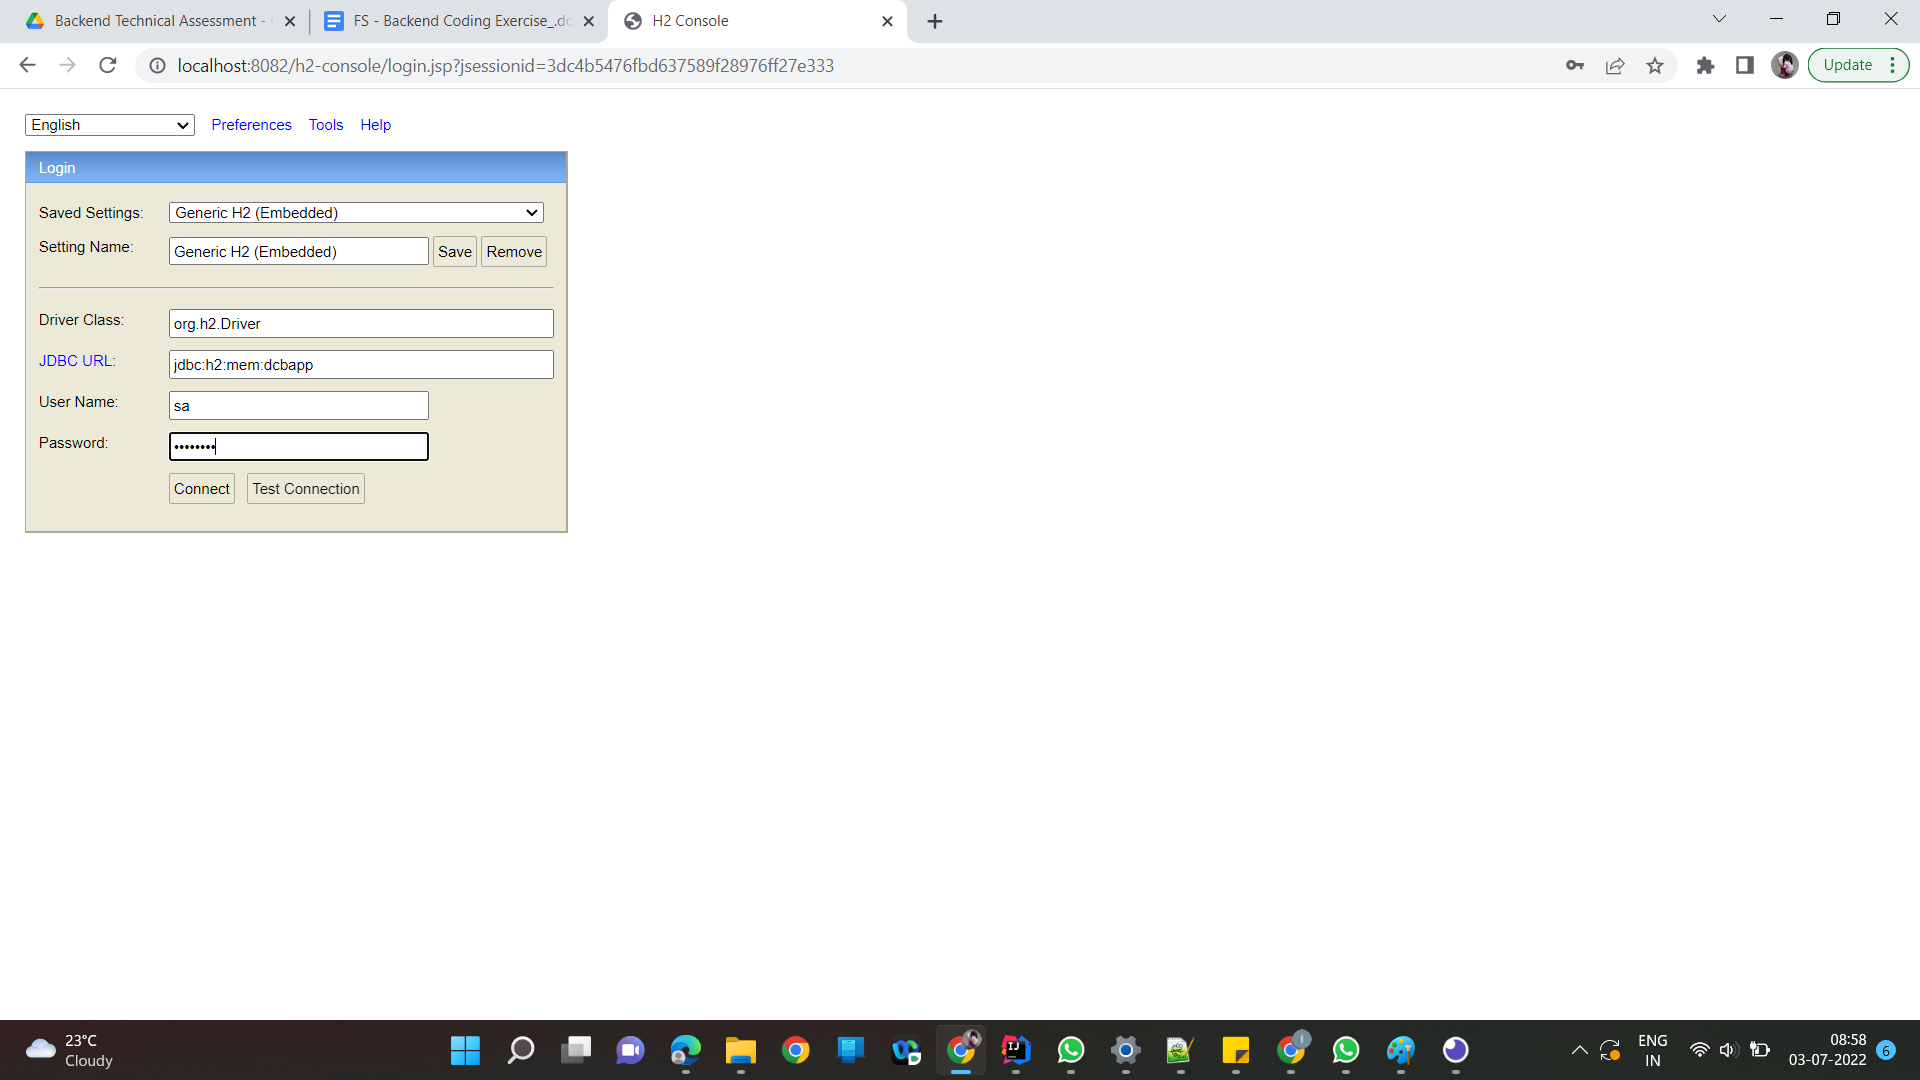 Backend Technical Assessment -
FS - Backend Coding Exercise_.dc
H2 Console
localhost:8082/h2-console/login.jsp?jsessionid=3dc4b5476fbd637589f28976ff27e333
Update
English
Preferences
Tools
Help
Login
Saved Settings:
Generic H2 (Embedded)
Setting Name:
Generic H2 (Embedded)
Save
Remove
Driver Class:
org.h2.Driver
JDBC URL:
jdbc:h2:mem:dcbapp
User Name:
sa
Password:
••••••••
Connect
Test Connection
23°C
Cloudy
IJ
ENG
IN
08:58
03-07-2022
6